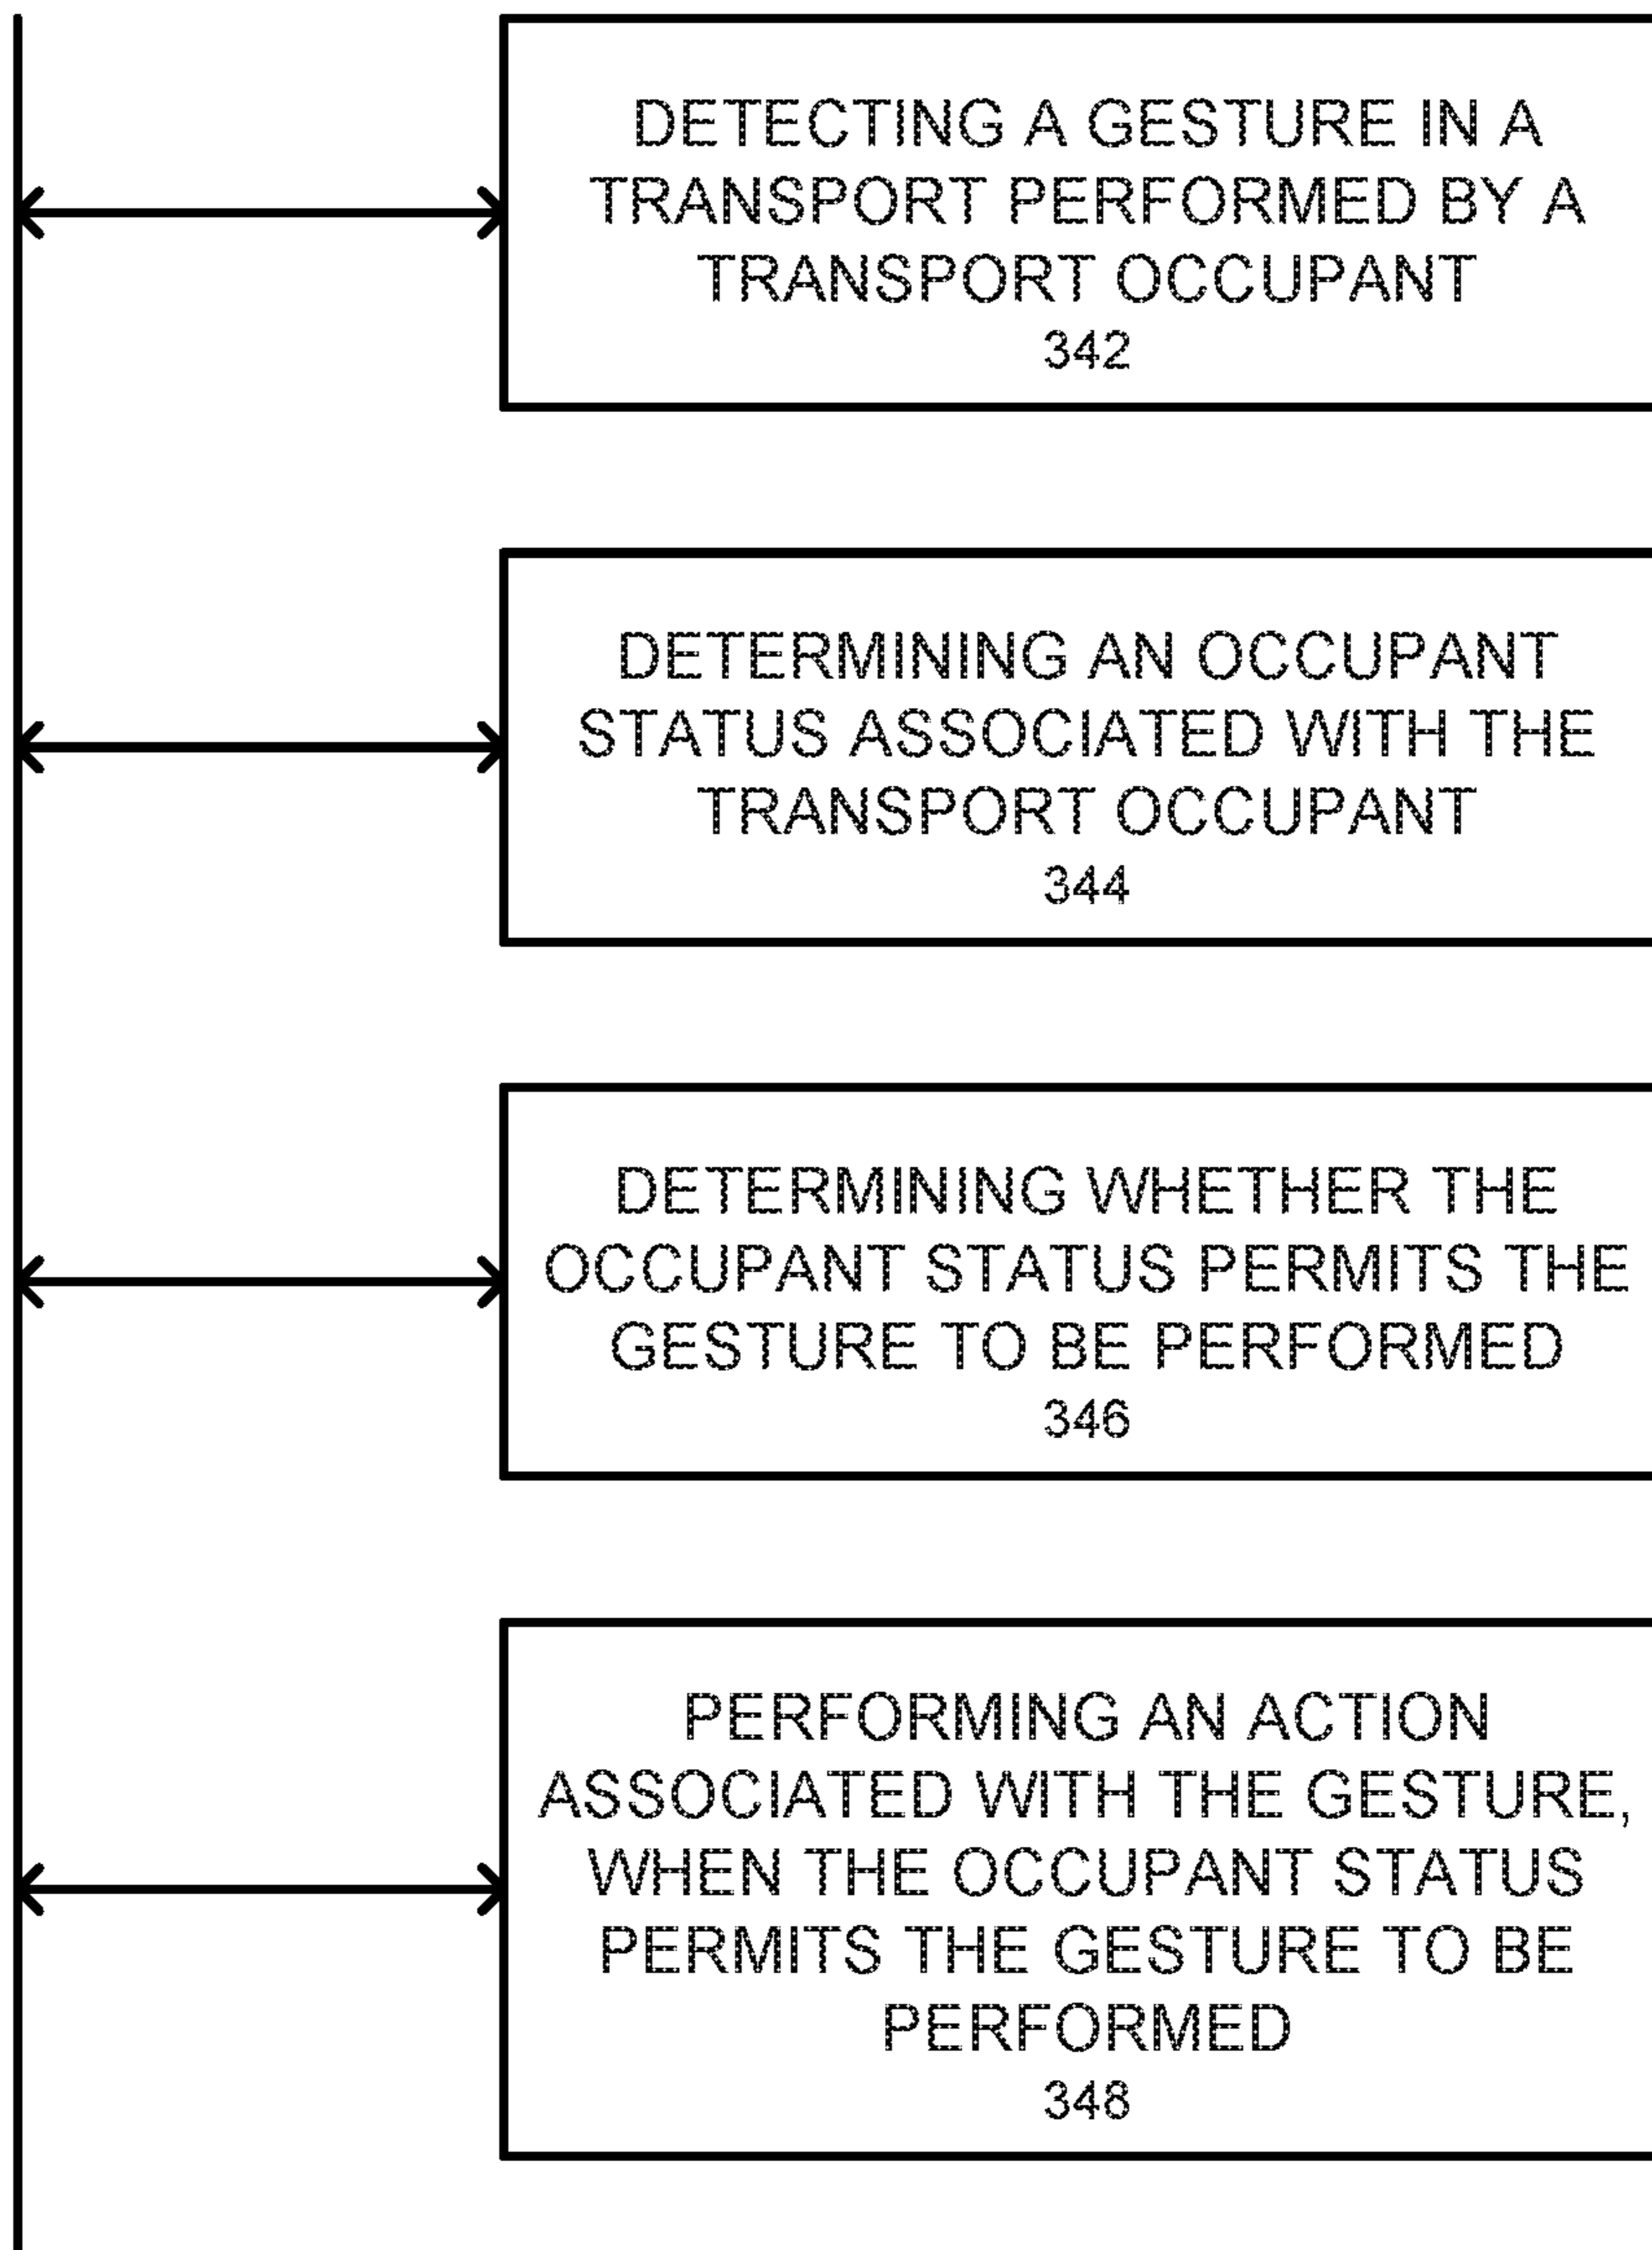 DETECTING A GESTURE IN A
TRANSPORT PERFORMED BY A
TRANSPORT OCCUPANT
342
DETERMINING AN OCCUPANT
STATUS ASSOCIATED WITH THE
TRANSPORT OCCUPANT
344
DETERMINING WHETHER THE
OCCUPANT STATUS PERMITS THE
GESTURE TO BE PERFORMED
346
PERFORMING AN ACTION
ASSOCIATED WITH THE GESTURE,
WHEN THE OCCUPANT STATUS
PERMITS THE GESTURE TO BE
PERFORMED
348